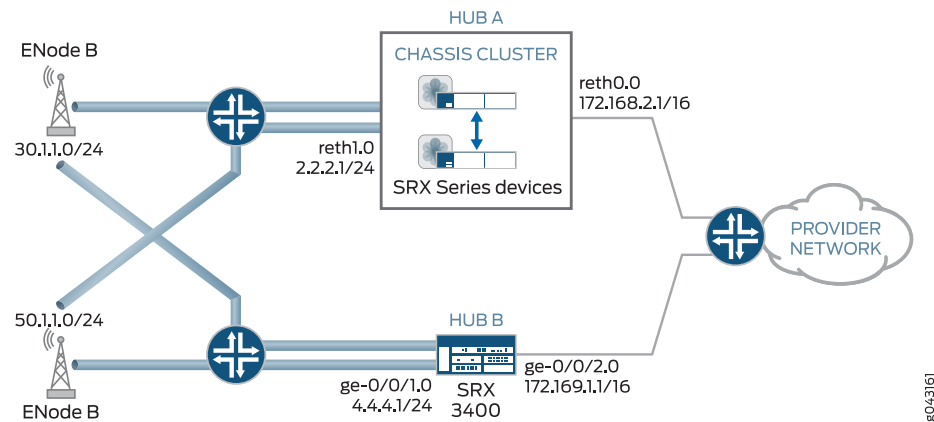 HUB A
ENode B
CHASSIS CLUSTER
reth0.0
172.168.2.1/16
30.1.1.0/24
reth1.0
2.2.2.1/24
SRX Series devices
PROVIDER
NETWORK
50.1.1.0/24
HUB B
ge-0/0/1.0
4.4.4.1/24
SRX
3400
ge-0/0/2.0
172.169.1.1/16
ENode B
g043161